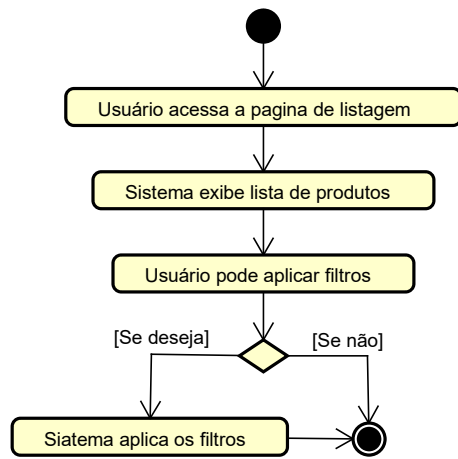 Usuário acessa a pagina de listagem
Sistema exibe lista de produtos
Usuário pode aplicar filtros
[Se deseja]
[Se não]
Siatema aplica os filtros